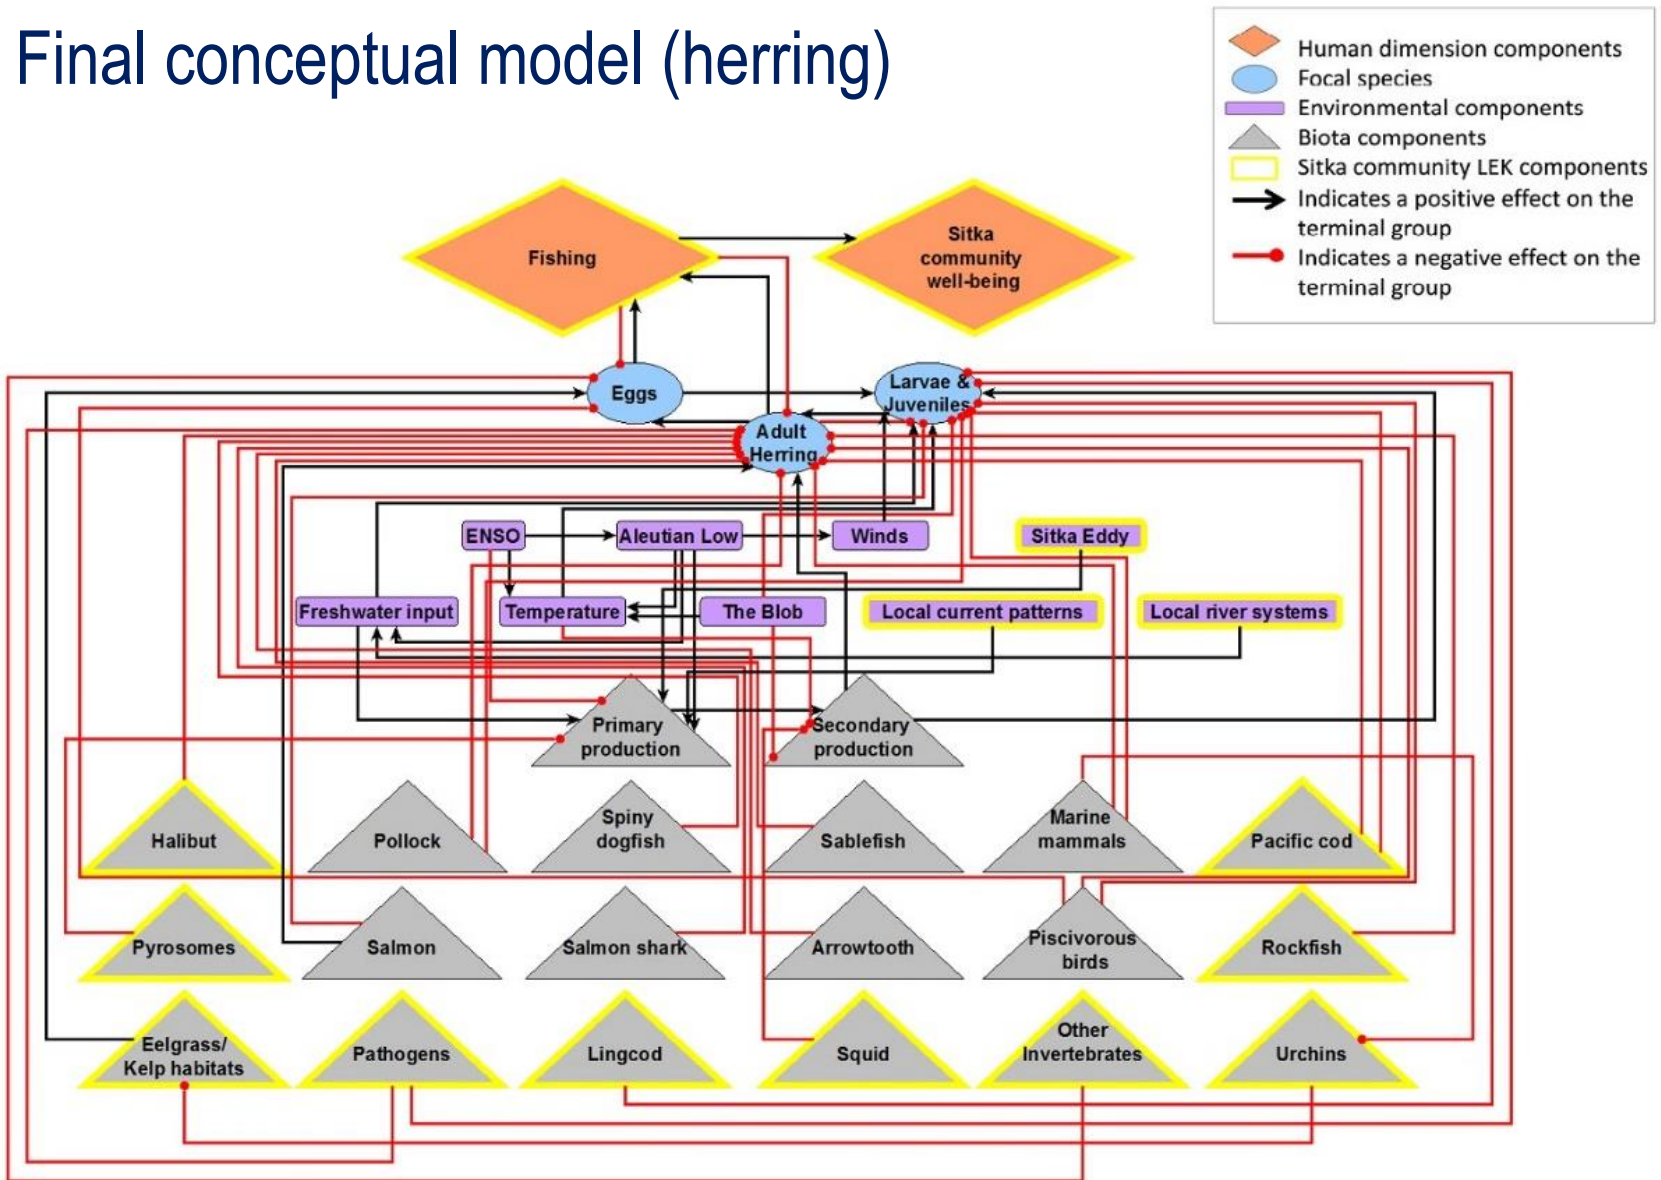 Final conceptual model (herring)
Human dimension components
Focal species
Environmental components
Biota components
Sitka community LEK components
Indicates a positive effect on the
terminal group
Indicates a negative effect on the
terminal group
Fishing
Sitka
community
well-being
Eggs
Larvae &
Juveniles
Adult
Herring
ENSO
Aleutian Low
Winds
Sitka Eddy
Freshwater input
Temperature
The Blob
Local current patterns
Local river systems
Primary
production
Secondary
production
Halibut
Pollock
Spiny
dogfish
Sablefish
Marine
mammals
Pacific cod
Pyrosomes
Salmon
Salmon shark
Arrowtooth
Piscivorous
birds
Rockfish
Eelgrass/
Kelp habitats
Pathogens
Lingcod
Squid
Other
Invertebrates
Urchins